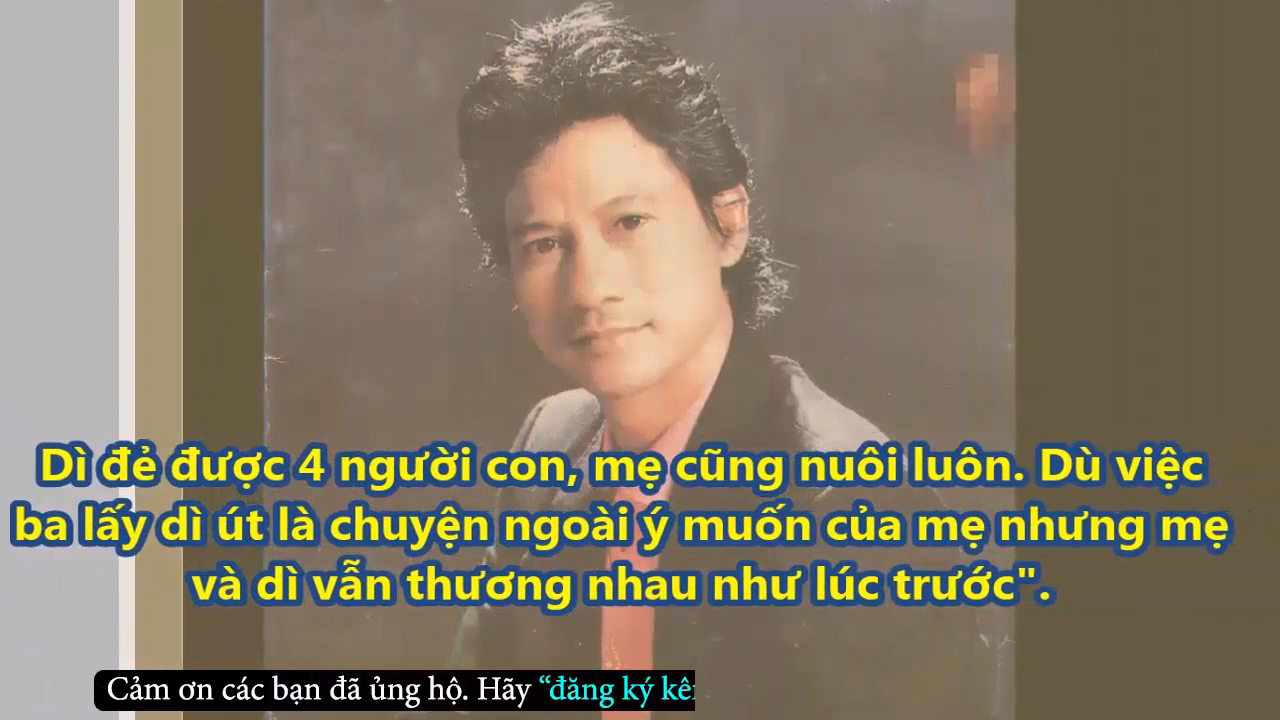 Dì đẻ được 4 người con, mẹ cũng nuôi luôn. Dù việc
ba lấy dì út là chuyện ngoài ý muốn của mẹ nhưng mẹ
và dì vẫn thương nhau như lúc trước".
Cảm ơn các bạn đã ủng hộ. Hãy “đăng ký